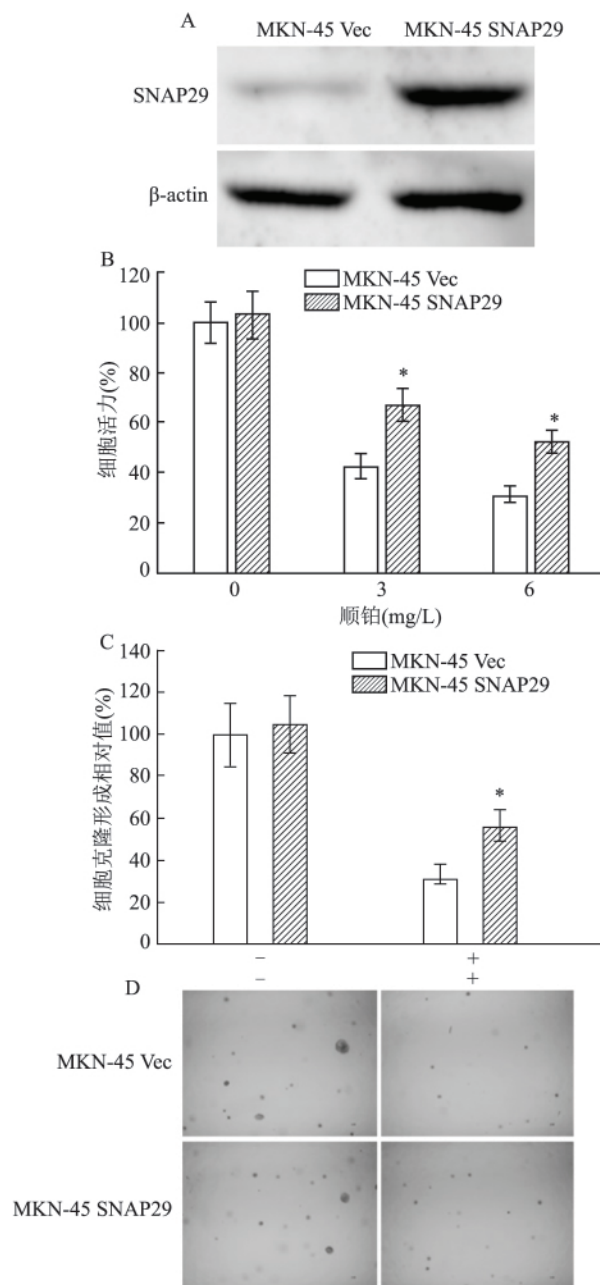 A
MKN-45 Vec MKN-45 SNAP29
SNAP29
β-actin
B
120
100
80
60
40
20
0
细胞活力(%)
MKN-45 Vec
MKN-45 SNAP29
*
*
0 3 6
顺铂(mg/L)
C
140
120
100
80
60
40
20
0
细胞克隆形成相对值(%)
MKN-45 Vec
MKN-45 SNAP29
*
− +
− +
D
MKN-45 Vec
MKN-45 SNAP29